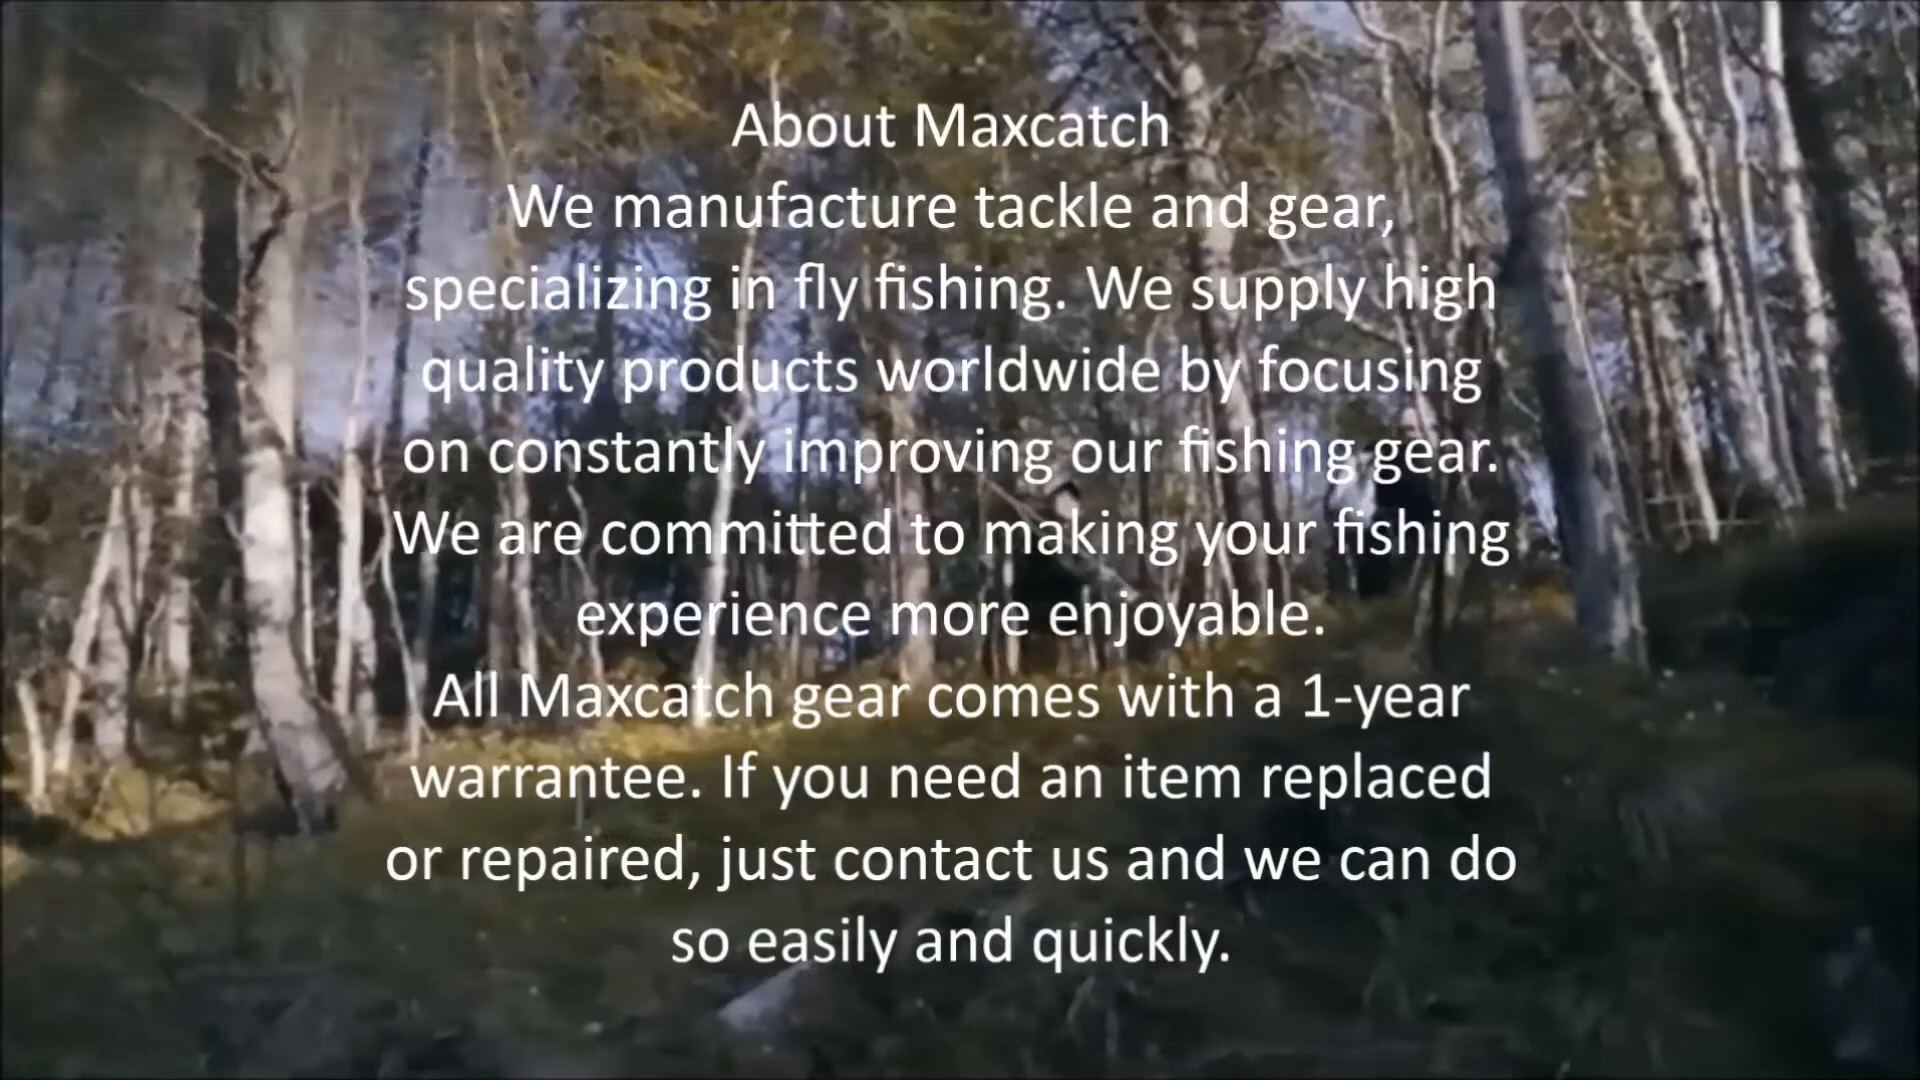 About Maxcatch
We manufacture tackle and gear,
specializing in fly fishing. We supply high
quality products worldwide by focusing
on constantly improving our fishing gear.
We are committed to making your fishing
experience more enjoyable.
All Maxcatch gear comes with a 1-year
warrantee. If you need an item replaced
or repaired, just contact us and we can do
so easily and quickly.